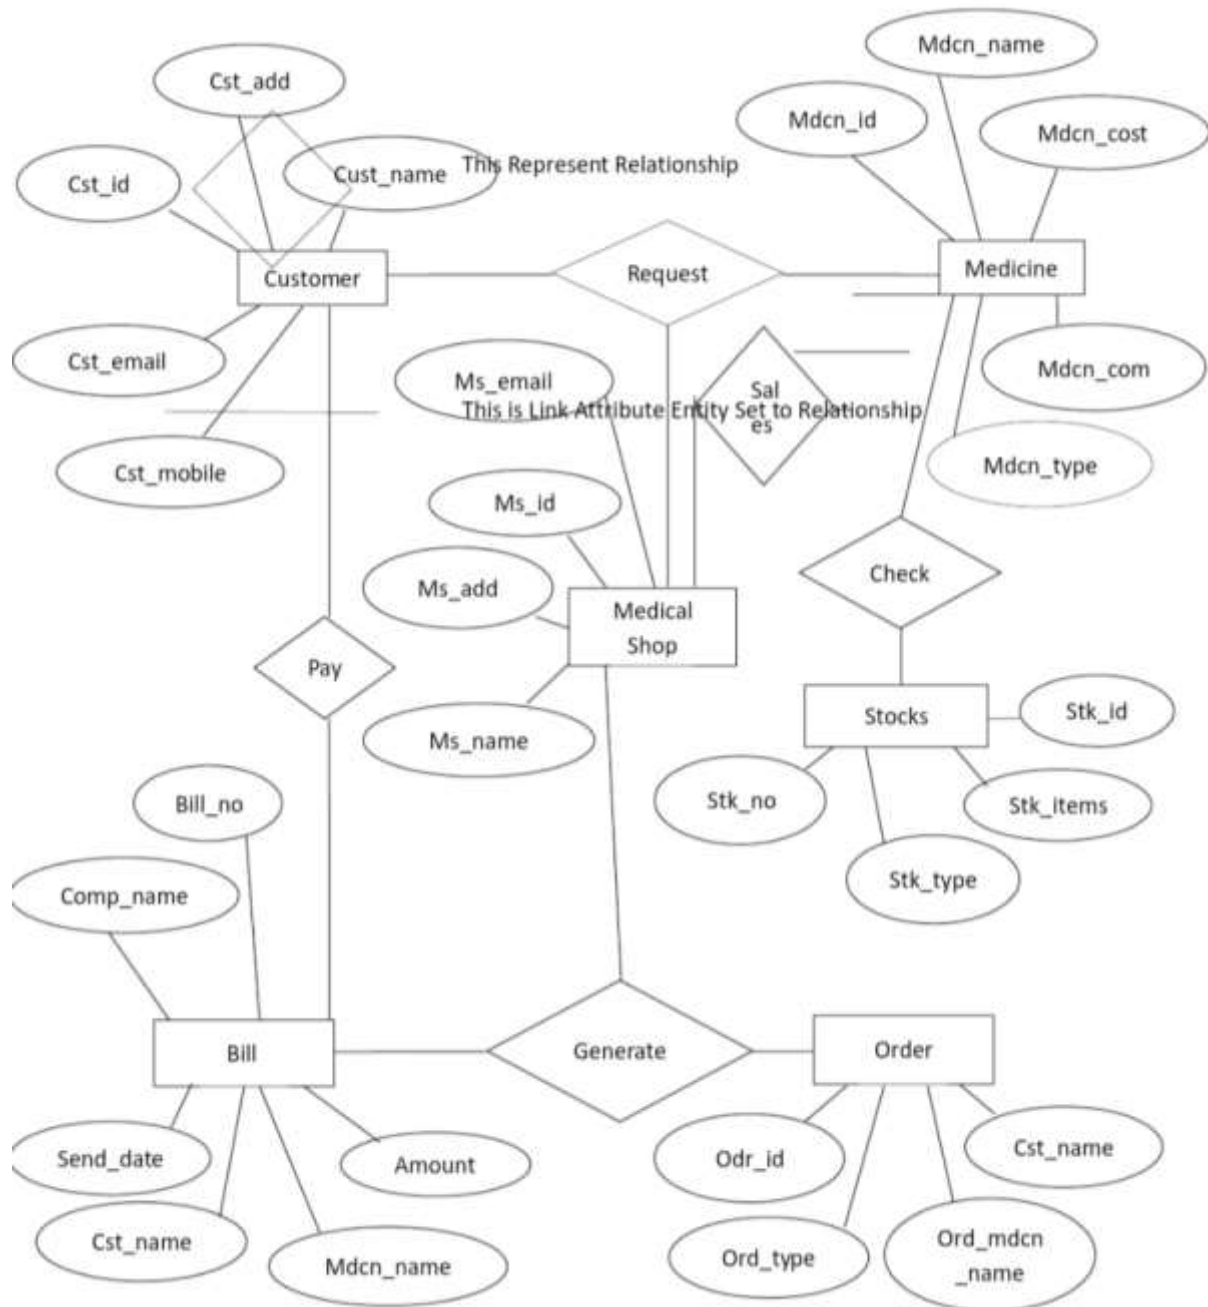 Mdcn_name
Cst_add
Mdcn_id
Mdcn_cost
Cst_id
Cust_name
This Represent Relationship
Customer
Request
Medicine
Cst_email
Ms_email
Sal
es
Mdcn_com
This is Link Attribute Entity Set to Relationship
Cst_mobile
Mdcn_type
Ms_id
Ms_add
Check
Medical
Shop
Pay
Stocks
Stk_id
Ms_name
Bill_no
Stk_no
Stk_items
Stk_type
Comp_name
Bill
Generate
Order
Send_date
Amount
Odr_id
Cst_name
Cst_name
Mdcn_name
Ord_type
Ord_mdcn
_name